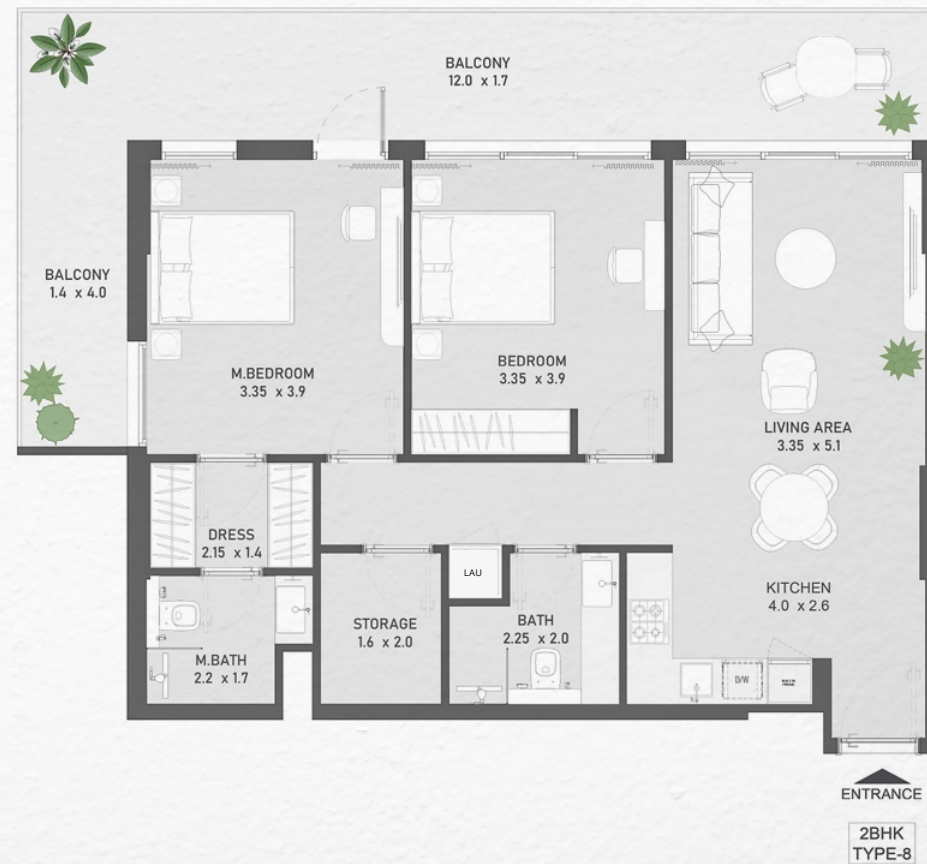 BALCONY
12.0 x 1.7
BALCONY
1.4 x 4.0
M.BEDROOM
3.35 x 3.9
BEDROOM
3.35 x 3.9
LIVING AREA
3.35 x 5.1
DRESS
2.15 x 1.4
LAU
KITCHEN
4.0 x 2.6
STORAGE
1.6 x 2.0
BATH
2.25 x 2.0
M.BATH
2.2 x 1.7
D/W
ENTRANCE
2BHK
TYPE-8